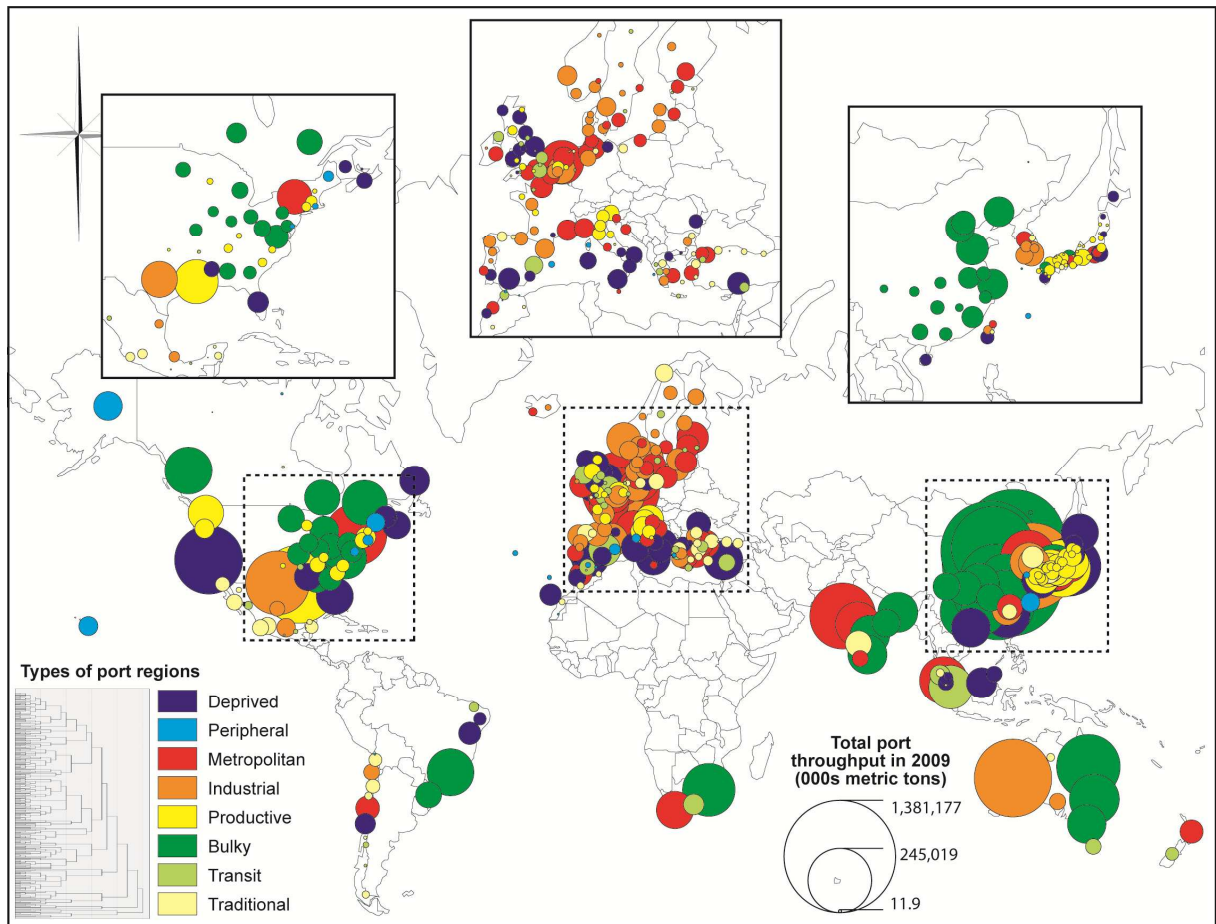 Types of port regions
Deprived
Peripheral
Metropolitan
Industrial
Productive
Bulky
Transit
Traditional
Total port
throughput in 2009
(000s metric tons)
1,381,177
245,019
11.9